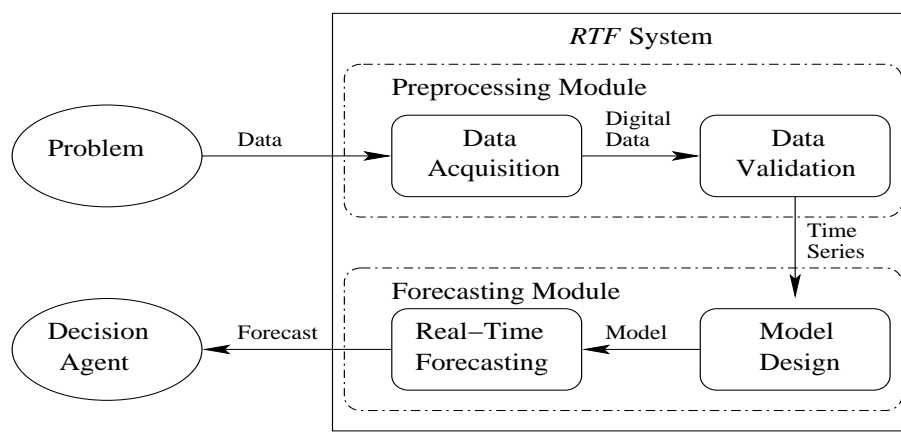 RTF System
Preprocessing Module
Problem
Data
Data
Acquisition
Digital
Data
Data
Validation
Time
Series
Forecasting Module
Model
Design
Model
Real−Time
Forecasting
Forecast
Decision
Agent